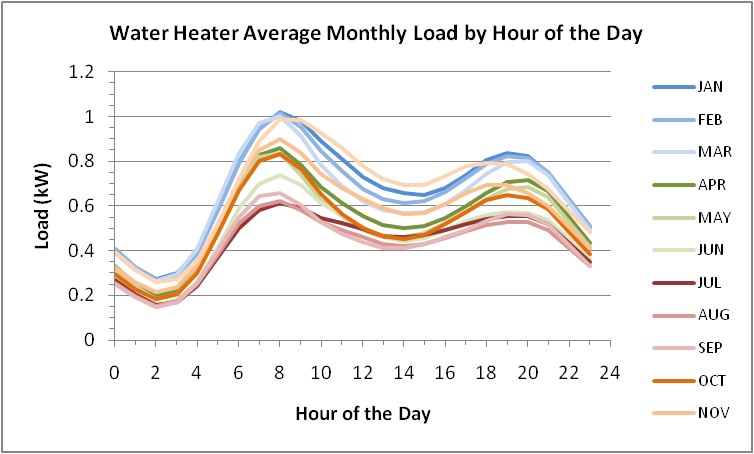 Water Heater Average Monthly Load by Hour of the Day
Load (kW)
1.2
1
0.8
0.6
0.4
0.2
0
0 2 4 6 8 10 12 14 16 18 20 22 24
Hour of the Day
JAN
FEB
MAR
APR
MAY
JUN
JUL
AUG
SEP
OCT
NOV